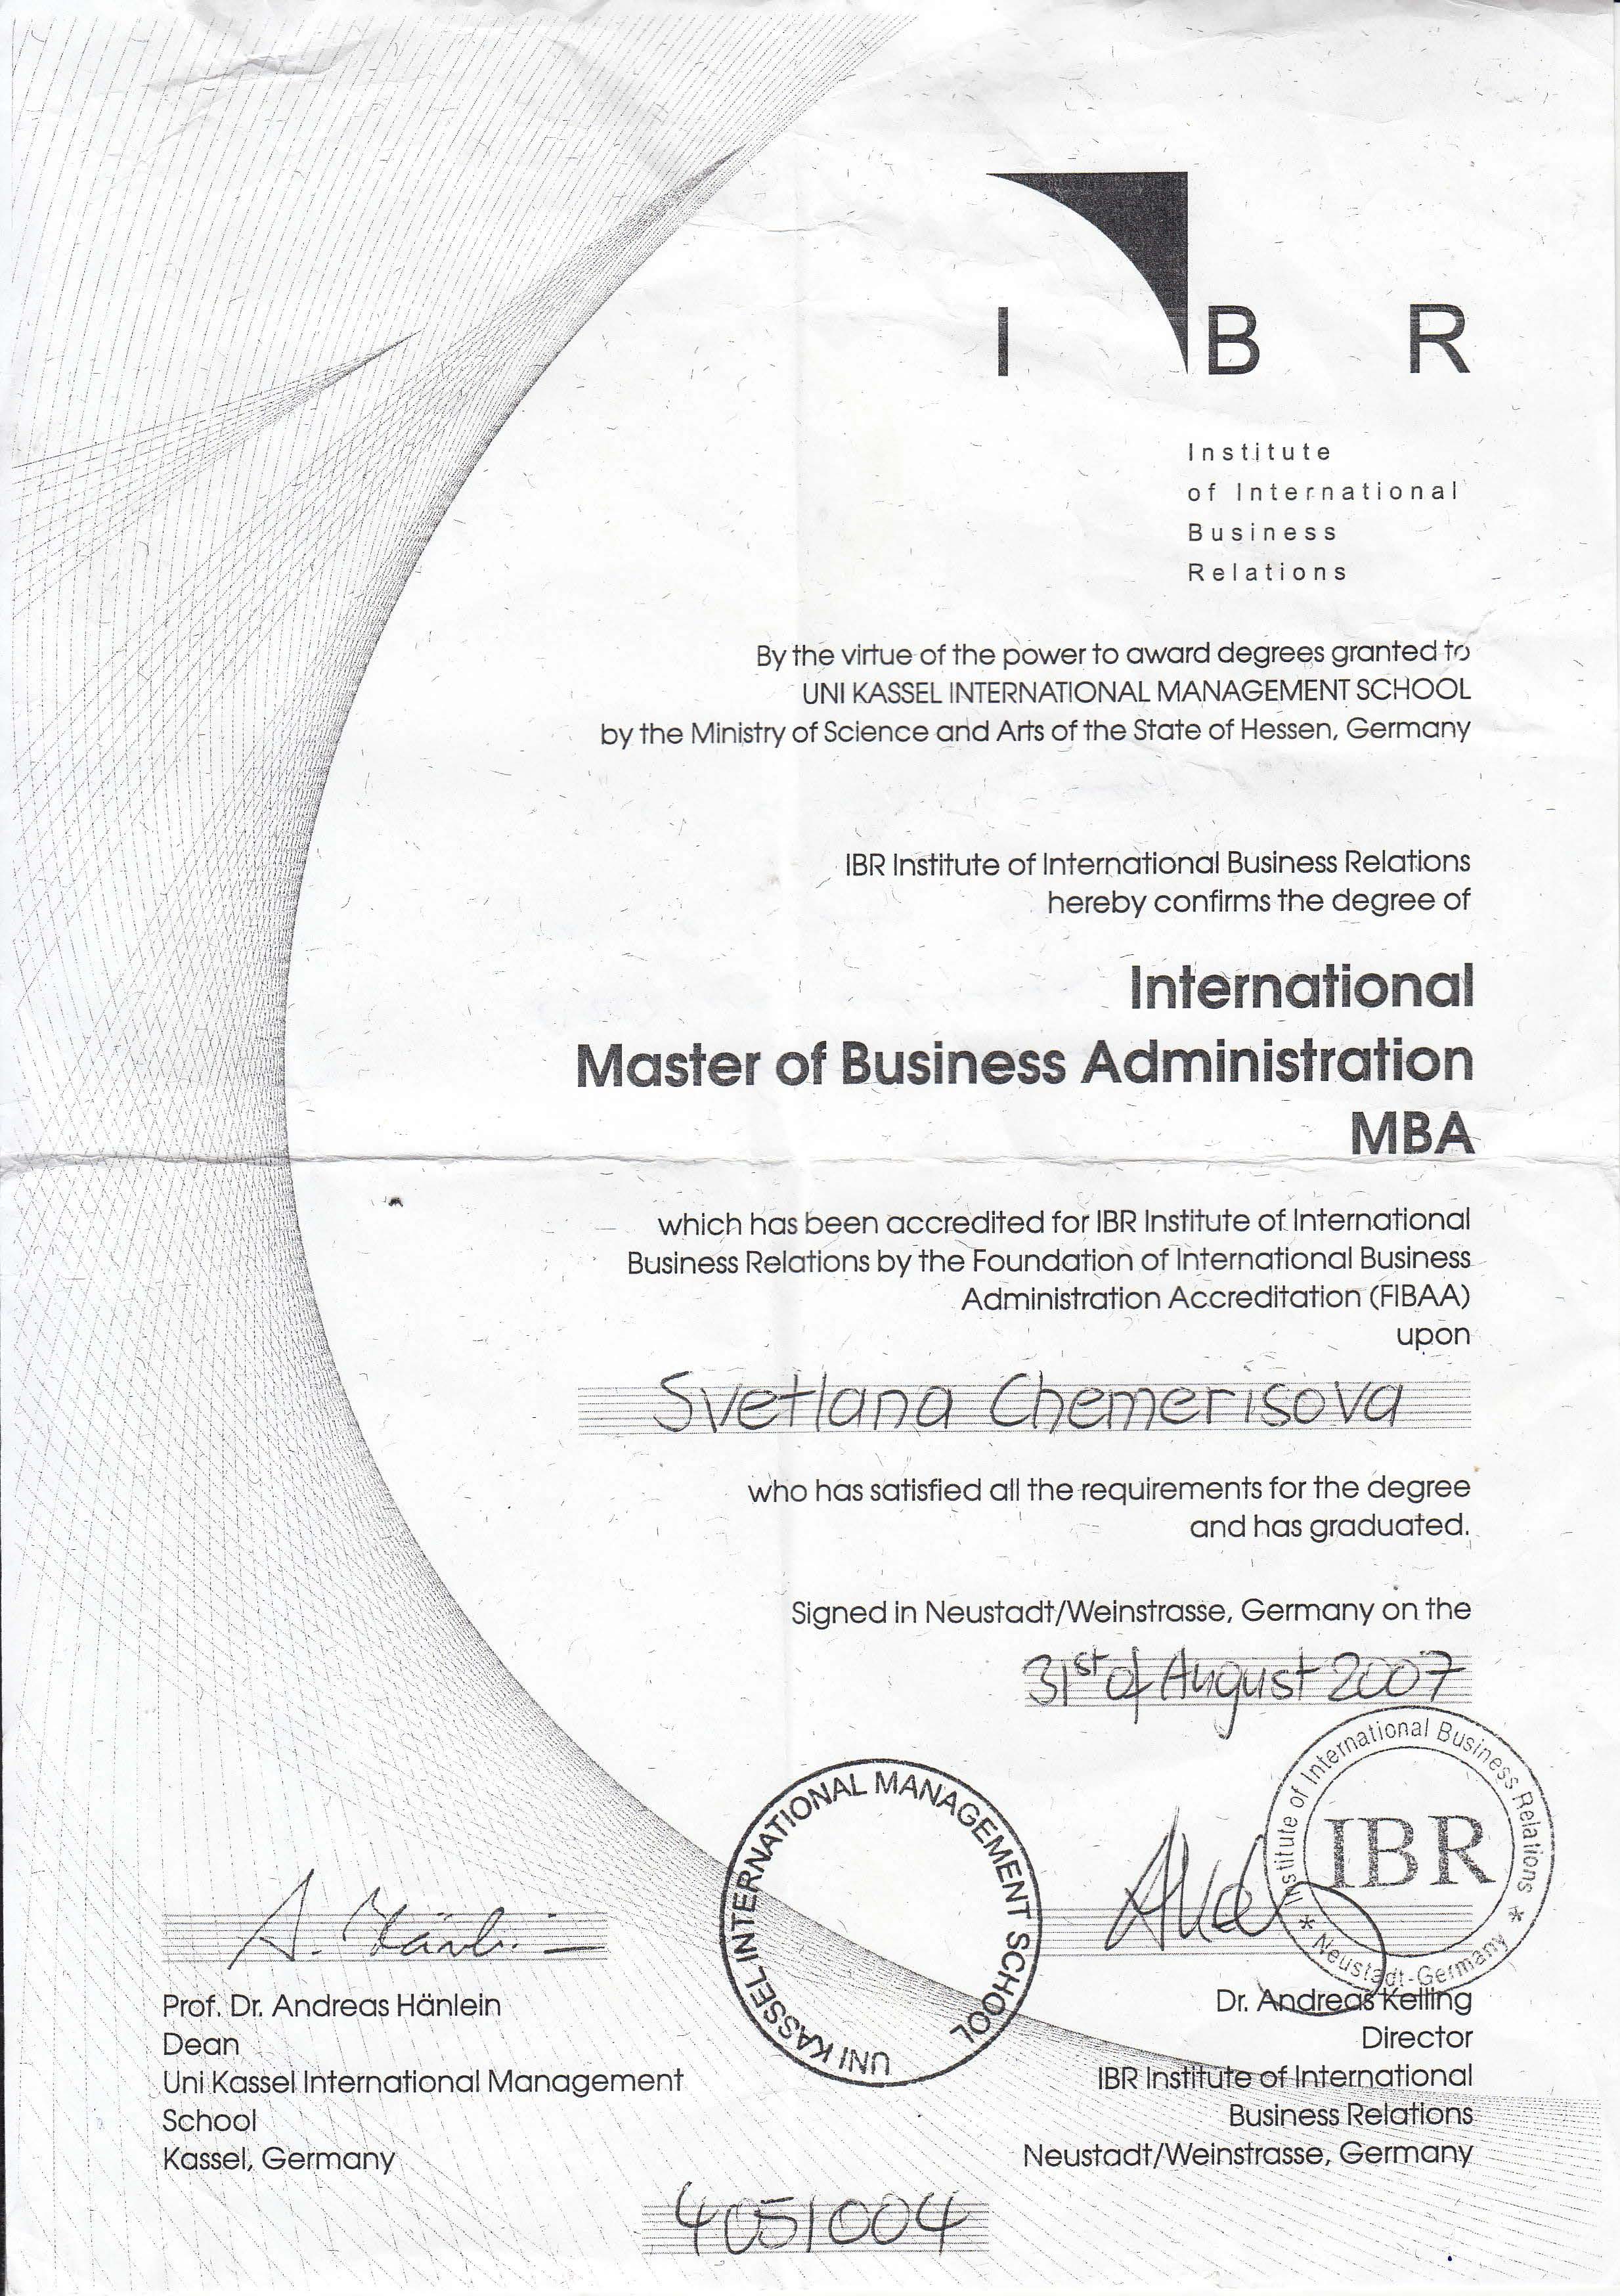 I B R
Institute
of International
Business
Relations
By the virtue of the power to award degrees granted to
UNI KASSEL INTERNATIONAL MANAGEMENT SCHOOL
by the Ministry of Science and Arts of the State of Hessen, Germany
IBR Institute of International Business Relations
hereby confirms the degree of
International
Master of Business Administration
MBA
which has been accredited for IBR Institute of International
Business Relations by the Foundation of International Business
Administration Accreditation (FIBAA)
upon
Svetlana Chemerisova
who has satisfied all the requirements for the degree
and has graduated.
Signed in Neustadt/Weinstrasse, Germany on the
31st of August 2007
UNI KASSEL INTERNATIONAL MANAGEMENT SCHOOL
Institute of International Business Relations
IBR
* Neustadt-Germany *
A. Hänlein
Prof. Dr. Andreas Hänlein
Dean
Uni Kassel International Management
School
Kassel, Germany
Dr. Andreas Keiling
Director
IBR Institute of International
Business Relations
Neustadt/Weinstrasse, Germany
4051004